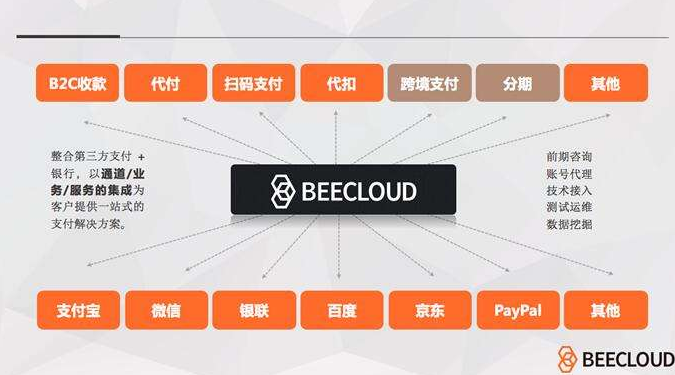 B2C收款
代付
扫码支付
代扣
跨境支付
分期
其他
整合第三方支付 +
银行，以通道/业
务/服务的集成为
客户提供一站式的
支付解决方案。
BEECLOUD
前期咨询
账号代理
技术接入
测试运维
数据挖掘
支付宝
微信
银联
百度
京东
PayPal
其他
BEECLOUD